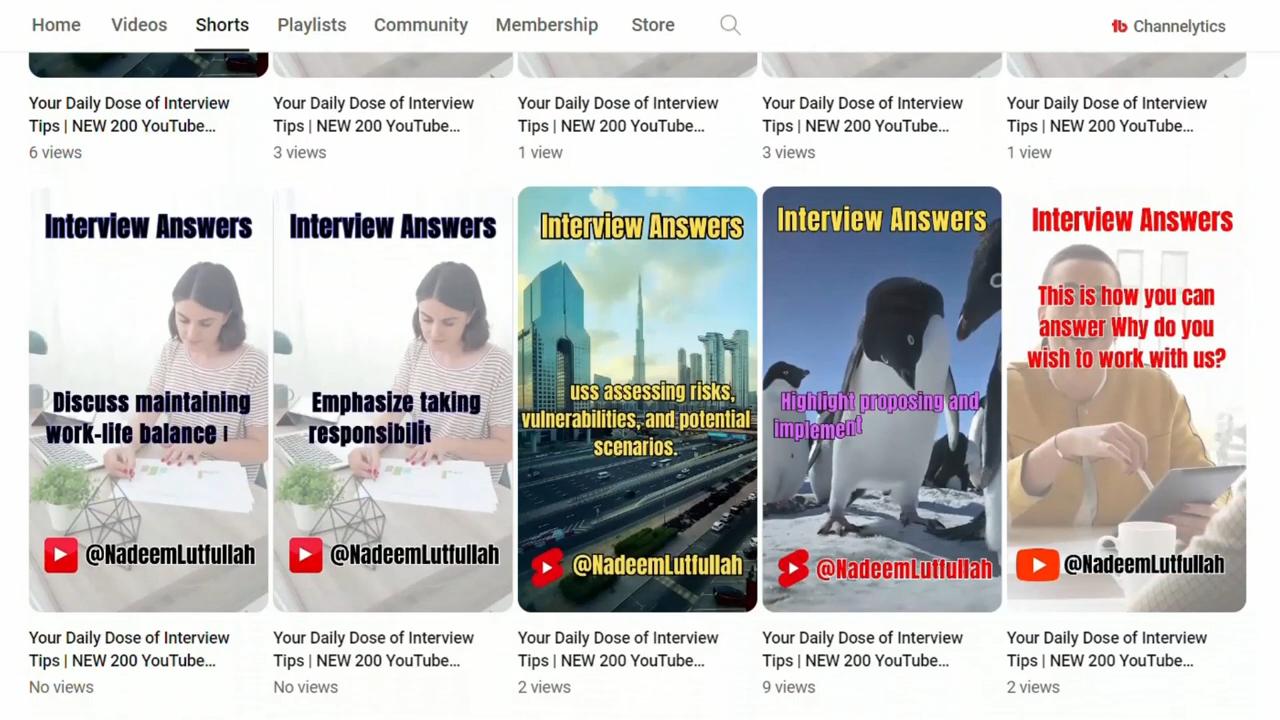 Home Videos Shorts Playlists Community Membership Store Channelytics
Your Daily Dose of Interview
Tips | NEW 200 YouTube...
6 views
Your Daily Dose of Interview
Tips | NEW 200 YouTube...
3 views
Your Daily Dose of Interview
Tips | NEW 200 YouTube...
1 view
Your Daily Dose of Interview
Tips | NEW 200 YouTube...
3 views
Your Daily Dose of Interview
Tips | NEW 200 YouTube...
1 view
Interview Answers
Discuss maintaining
work-life balance
@NadeemLutfullah
Your Daily Dose of Interview
Tips | NEW 200 YouTube...
No views
Interview Answers
Emphasize taking
responsibilit
@NadeemLutfullah
Your Daily Dose of Interview
Tips | NEW 200 YouTube...
No views
Interview Answers
uss assessing risks,
vulnerabilities, and potential
scenarios.
@NadeemLutfullah
Your Daily Dose of Interview
Tips | NEW 200 YouTube...
2 views
Interview Answers
Highlight proposing and
implement
@NadeemLutfullah
Your Daily Dose of Interview
Tips | NEW 200 YouTube...
9 views
Interview Answers
This is how you can
answer Why do you
wish to work with us?
@NadeemLutfullah
Your Daily Dose of Interview
Tips | NEW 200 YouTube...
2 views